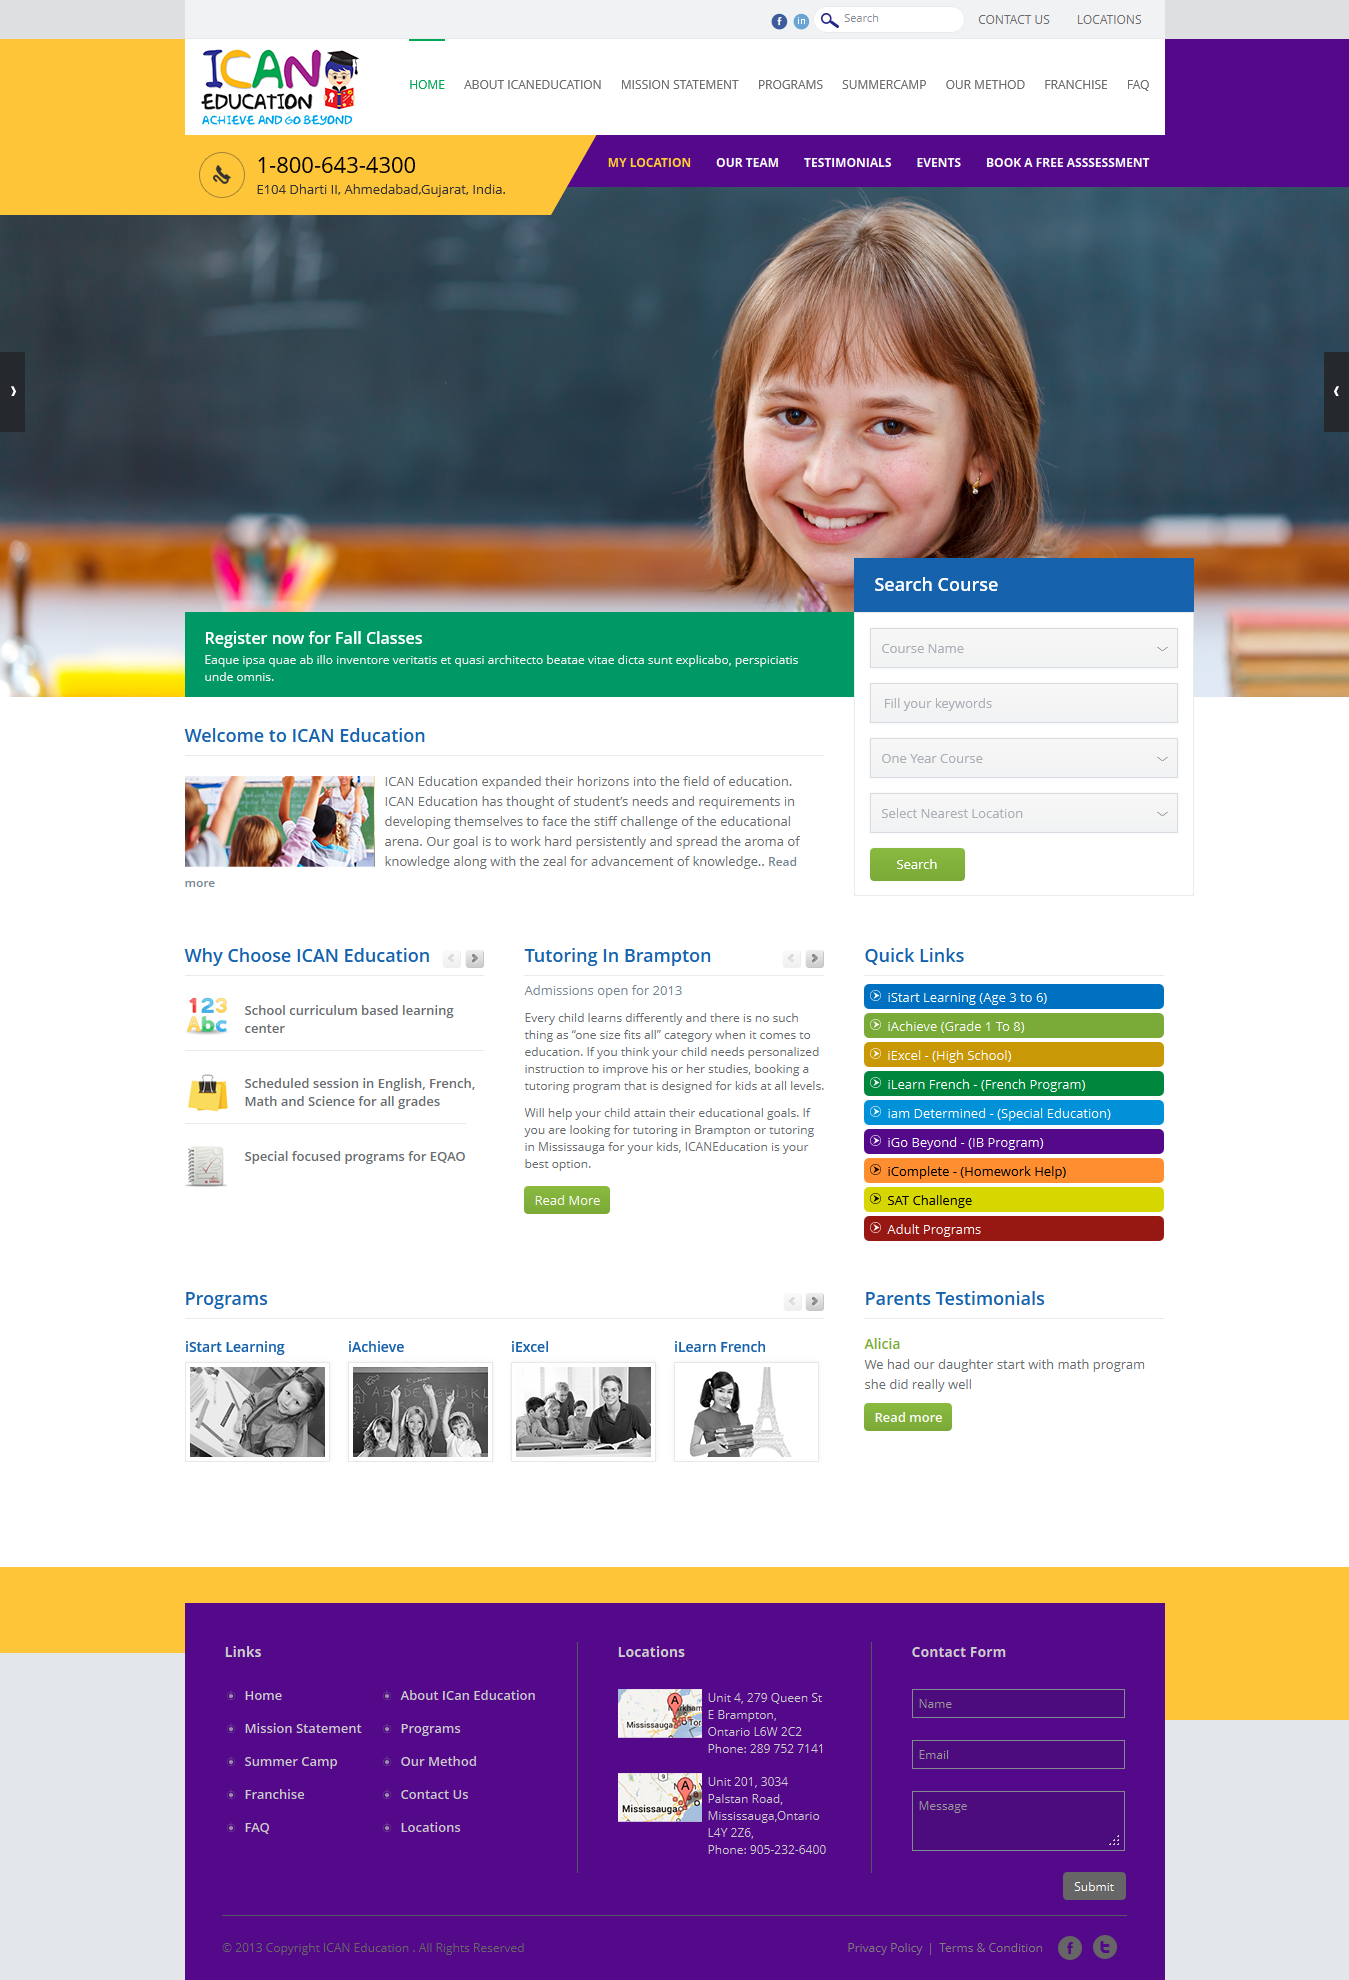 Search
CONTACT US
LOCATIONS
ICAN
EDUCATION
ACHIEVE AND GO BEYOND
HOME
ABOUT ICANEDUCATION
MISSION STATEMENT
PROGRAMS
SUMMERCAMP
OUR METHOD
FRANCHISE
FAQ
1-800-643-4300
E104 Dharti II, Ahmedabad,Gujarat, India.
MY LOCATION
OUR TEAM
TESTIMONIALS
EVENTS
BOOK A FREE ASSSESSMENT
Register now for Fall Classes
Eaque ipsa quae ab illo inventore veritatis et quasi architecto beatae vitae dicta sunt explicabo, perspiciatis
unde omnis.
Search Course
Course Name
Fill your keywords
One Year Course
Select Nearest Location
Search
Welcome to ICAN Education
ICAN Education expanded their horizons into the field of education.
ICAN Education has thought of student's needs and requirements in
developing themselves to face the stiff challenge of the educational
arena. Our goal is to work hard persistently and spread the aroma of
knowledge along with the zeal for advancement of knowledge.. Read
more
Why Choose ICAN Education
123
Abc
School curriculum based learning
center
Scheduled session in English, French,
Math and Science for all grades
Special focused programs for EQAO
Tutoring In Brampton
Admissions open for 2013
Every child learns differently and there is no such
thing as “one size fits all” category when it comes to
education. If you think your child needs personalized
instruction to improve his or her studies, booking a
tutoring program that is designed for kids at all levels.
Will help your child attain their educational goals. If
you are looking for tutoring in Brampton or tutoring
in Mississauga for your kids, ICANEducation is your
best option.
Read More
Quick Links
iStart Learning (Age 3 to 6)
iAchieve (Grade 1 To 8)
iExcel - (High School)
iLearn French - (French Program)
iam Determined - (Special Education)
iGo Beyond - (IB Program)
iComplete - (Homework Help)
SAT Challenge
Adult Programs
Programs
iStart Learning
iAchieve
iExcel
iLearn French
Parents Testimonials
Alicia
We had our daughter start with math program
she did really well
Read more
Links
Home
Mission Statement
Summer Camp
Franchise
FAQ
About ICan Education
Programs
Our Method
Contact Us
Locations
Locations
A
Mississauga
Unit 4, 279 Queen St
E Brampton,
Ontario L6W 2C2
Phone: 289 752 7141
A
Mississauga
Unit 201, 3034
Palstan Road,
Mississauga,Ontario
L4Y 2Z6,
Phone: 905-232-6400
Contact Form
Name
Email
Message
Submit
© 2013 Copyright ICAN Education . All Rights Reserved
Privacy Policy | Terms & Condition